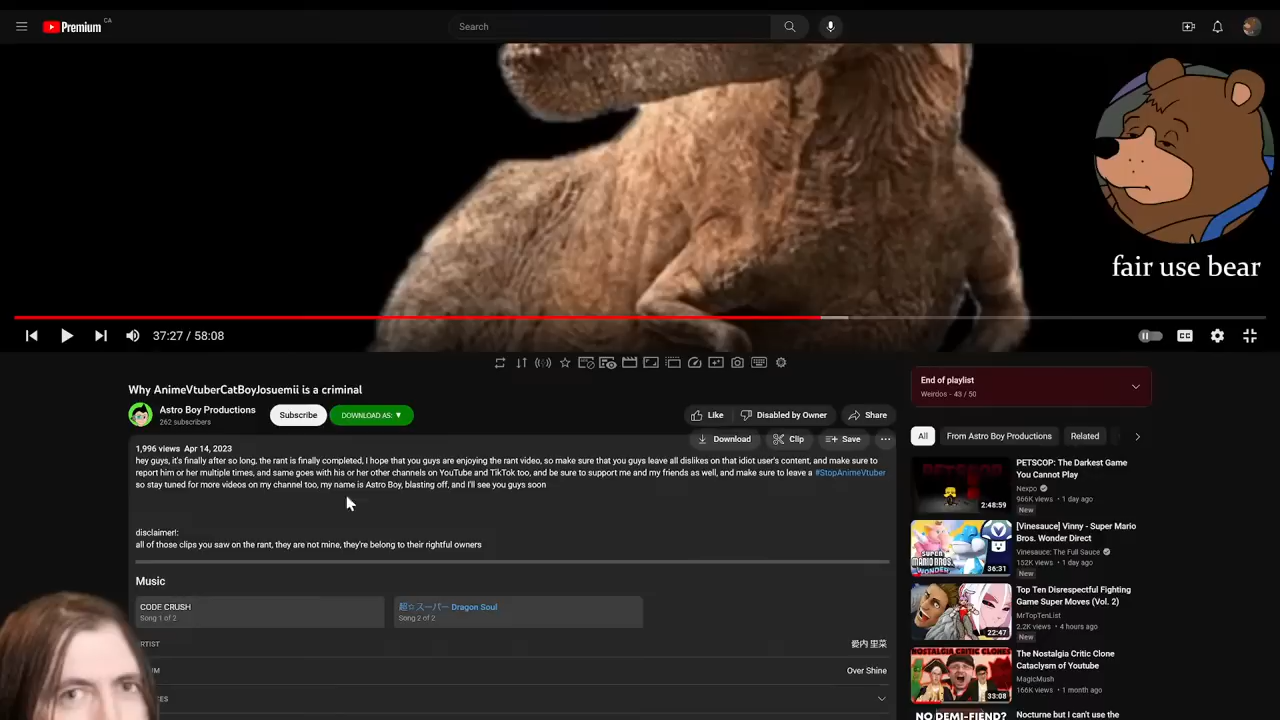 Premium CA
Search
fair use bear
37:27 / 58:08
CC
Why AnimeVtuberCatBoyJosuemii is a criminal
Astro Boy Productions
262 subscribers
Subscribe
DOWNLOAD AS: ▼
Like
Disabled by Owner
Share
Download
Clip
Save
1,996 views Apr 14, 2023
hey guys, it's finally after so long, the rant is finally completed, I hope that you guys are enjoying the rant video, so make sure that you guys leave all dislikes on that idiot user's content, and make sure to
report him or her multiple times, and same goes with his or her other channels on YouTube and TikTok too, and be sure to support me and my friends as well, and make sure to leave a #StopAnimeVtuber
so stay tuned for more videos on my channel too, my name is Astro Boy, blasting off, and I'll see you guys soon
disclaimer:
all of those clips you saw on the rant, they are not mine, they're belong to their rightful owners
Music
CODE CRUSH
Song 1 of 2
超☆スーパー Dragon Soul
Song 2 of 2
愛内 里菜
Over Shine
End of playlist
Weirdos - 43 / 50
All
From Astro Boy Productions
Related
PETSCOP: The Darkest Game
You Cannot Play
Nexpo
966K views • 1 day ago
New
2:48:59
[Vinesauce] Vinny - Super Mario
Bros. Wonder Direct
Vinesauce: The Full Sauce
152K views • 1 day ago
New
36:31
Top Ten Disrespectful Fighting
Game Super Moves (Vol. 2)
MrTopTenList
2.2K views • 4 hours ago
New
22:47
The Nostalgia Critic Clone
Cataclysm of Youtube
MagicMush
166K views • 1 month ago
NOSTALGIA CRITIC CLONES
33:08
Nocturne but I can't use the
NO DEMI-FIEND?